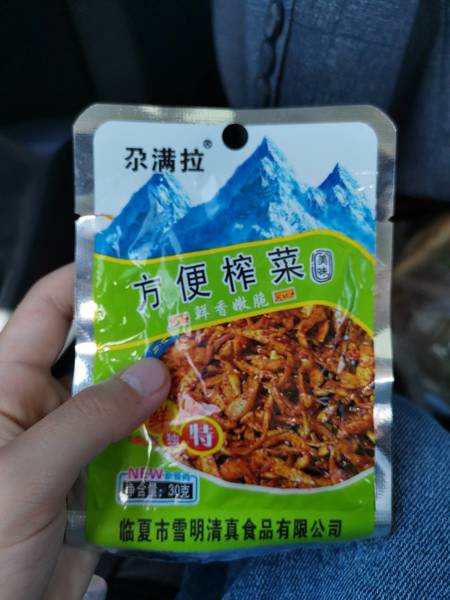 尕满拉®
方便榨菜
美味
鲜香嫩脆
特
NEW
净含量：30克
临夏市雪明清真食品有限公司